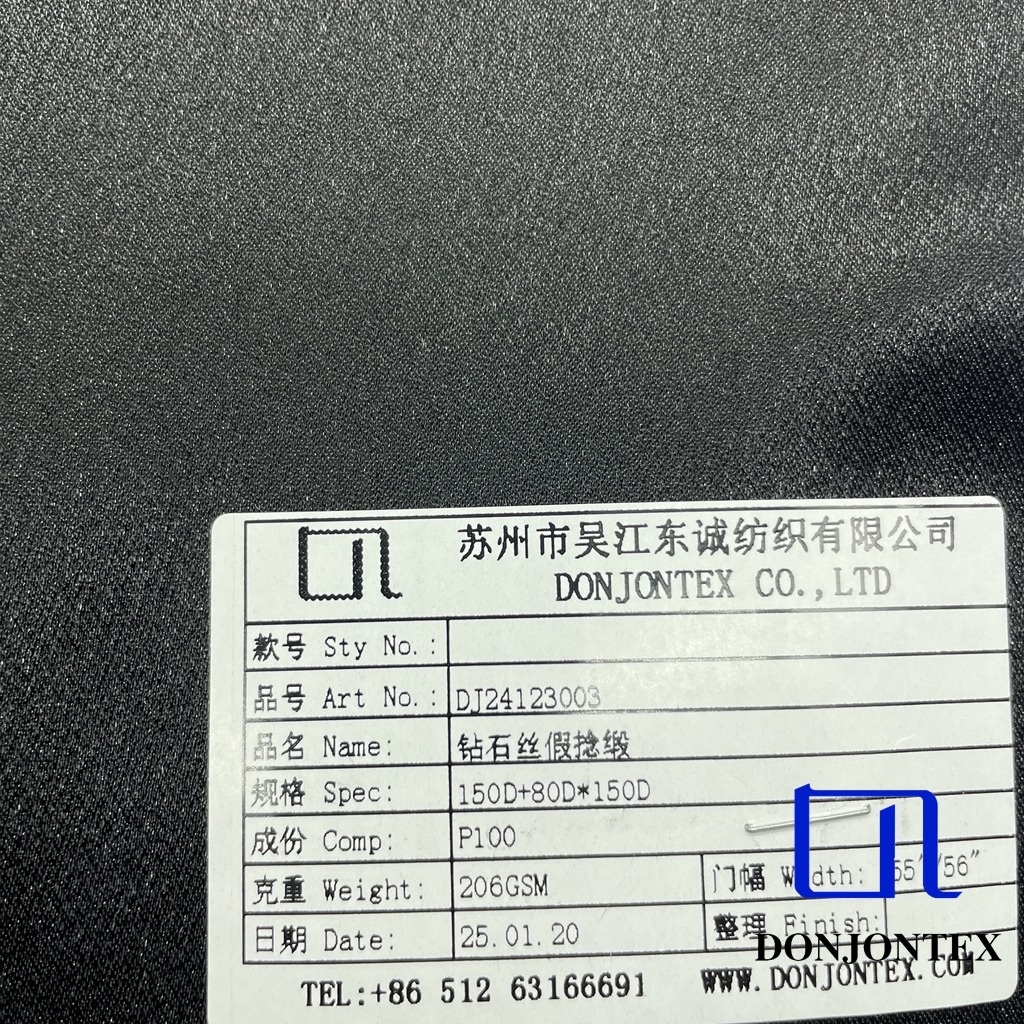 苏州市吴江东诚纺织有限公司
DONJONTEX CO.,LTD
款号 Sty No.:
品号 Art No.: DJ24123003
品名 Name: 钻石丝假捻缎
规格 Spec: 150D+80D*150D
成份 Comp: P100
克重 Weight: 206GSM 门幅 Width: 55"/56"
日期 Date: 25.01.20 整理 Finish:
TEL:+86 512 63166691 WWW.DONJONTEX.COM
DONJONTEX